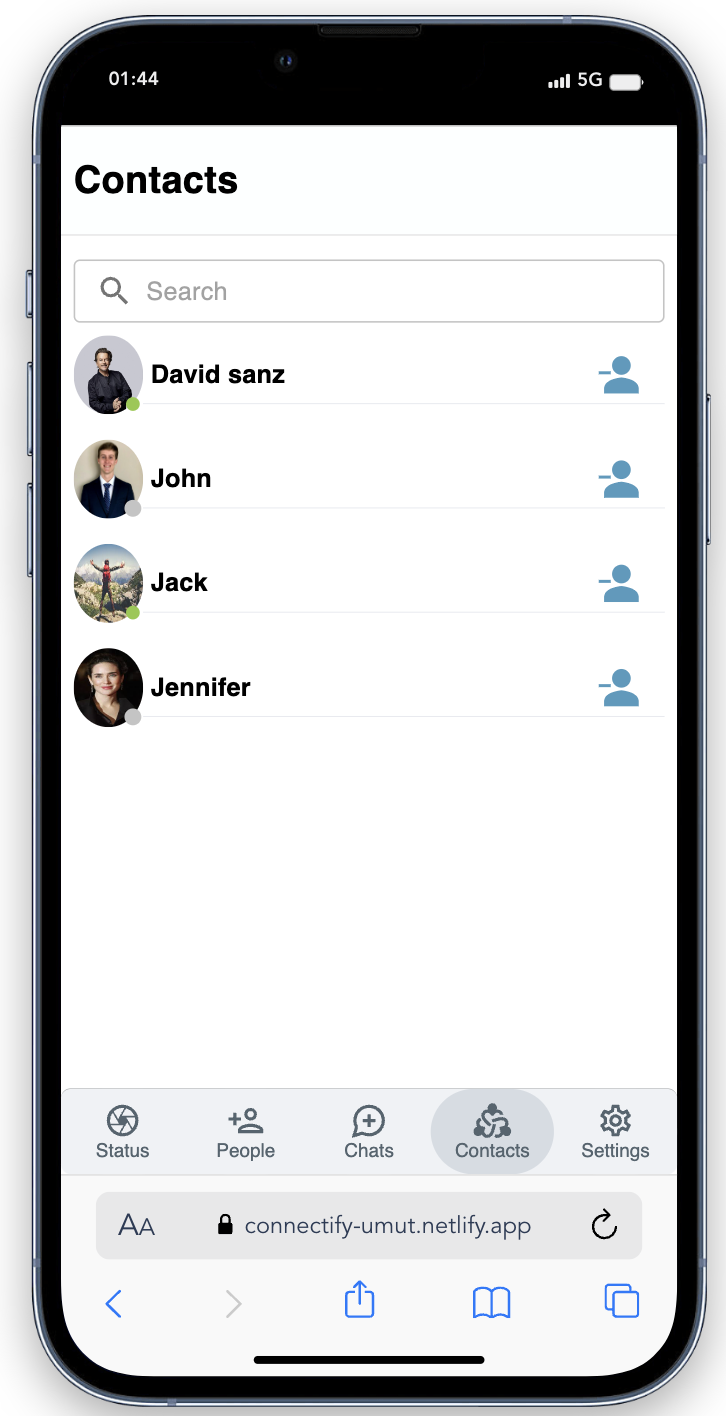 01:44
5G
Contacts
Search
David sanz
John
Jack
Jennifer
Status People Chats Contacts Settings
AA connectify-umut.netlify.app